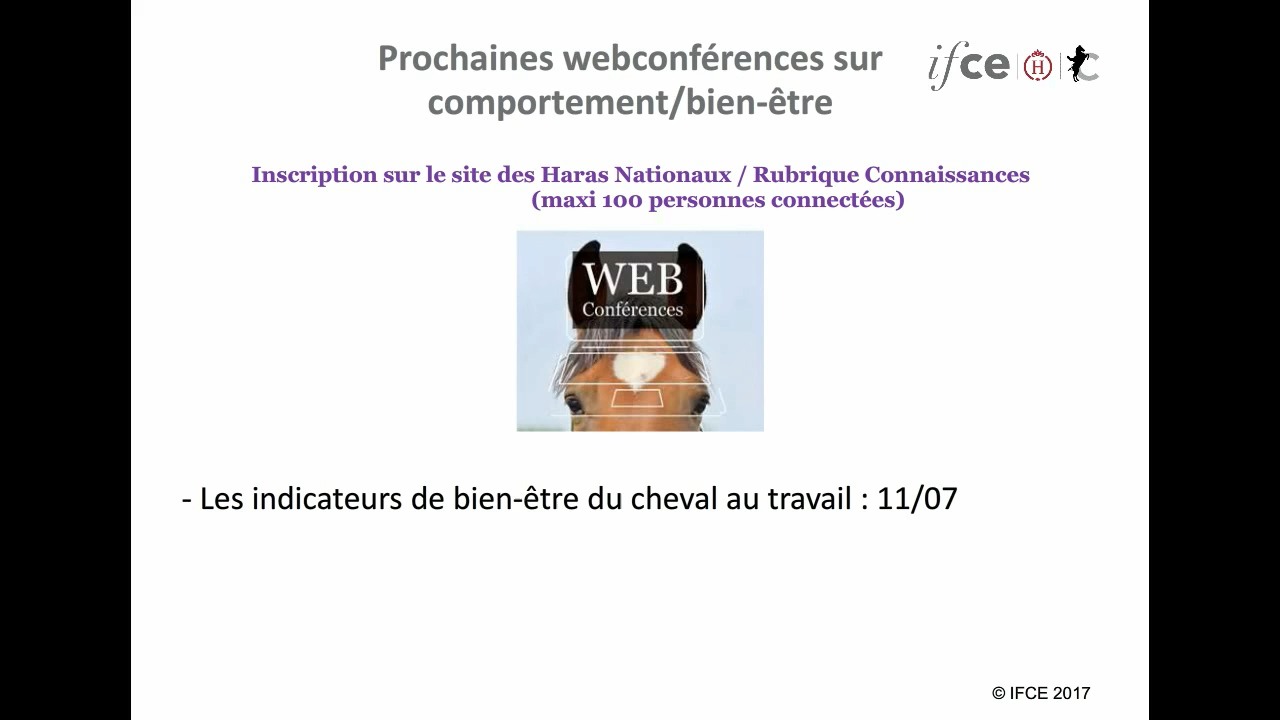 Prochaines webconférences sur
comportement/bien-être
ifce
H
C
Inscription sur le site des Haras Nationaux / Rubrique Connaissances
(maxi 100 personnes connectées)
WEB
Conférences
- Les indicateurs de bien-être du cheval au travail : 11/07
© IFCE 2017